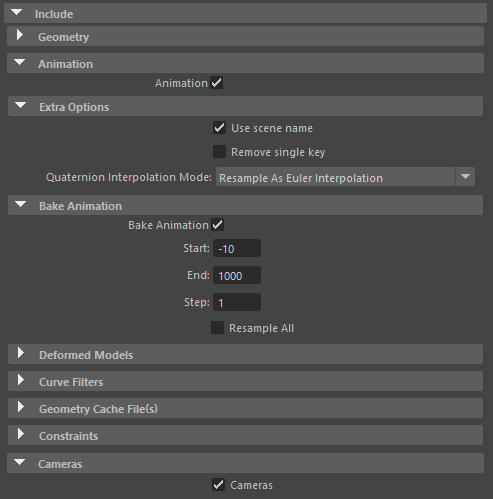 Include
Geometry
Animation
Animation
Extra Options
Use scene name
Remove single key
Quaternion Interpolation Mode: Resample As Euler Interpolation
Bake Animation
Bake Animation
Start: -10
End: 1000
Step: 1
Resample All
Deformed Models
Curve Filters
Geometry Cache File(s)
Constraints
Cameras
Cameras